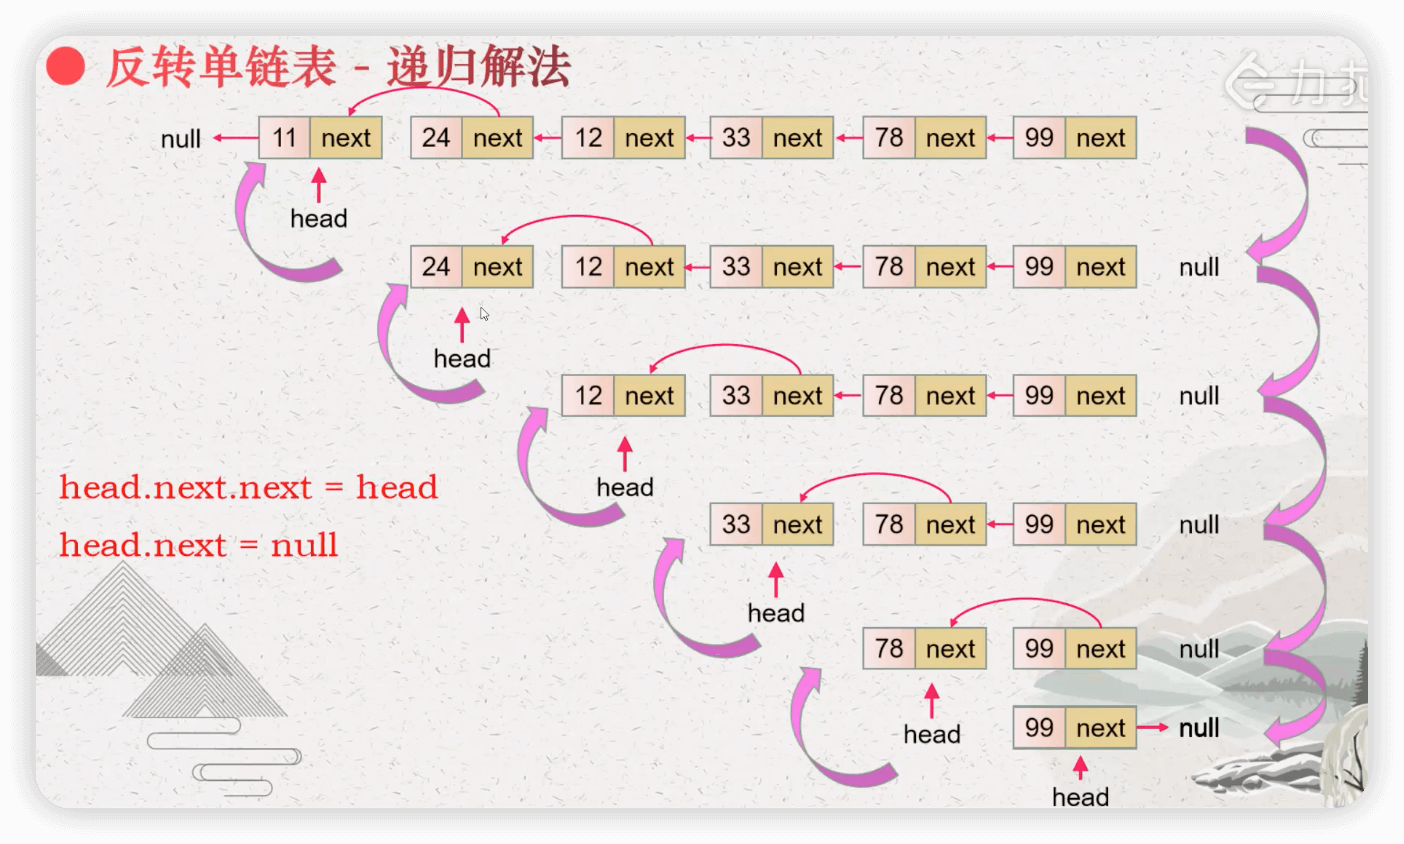 反转单链表 - 递归解法
力扣
null 11 next 24 next 12 next 33 next 78 next 99 next
head
24 next 12 next 33 next 78 next 99 next null
head
12 next 33 next 78 next 99 next null
head
head.next.next = head
33 next 78 next 99 next null
head.next = null
head
78 next 99 next null
head
99 next null
head